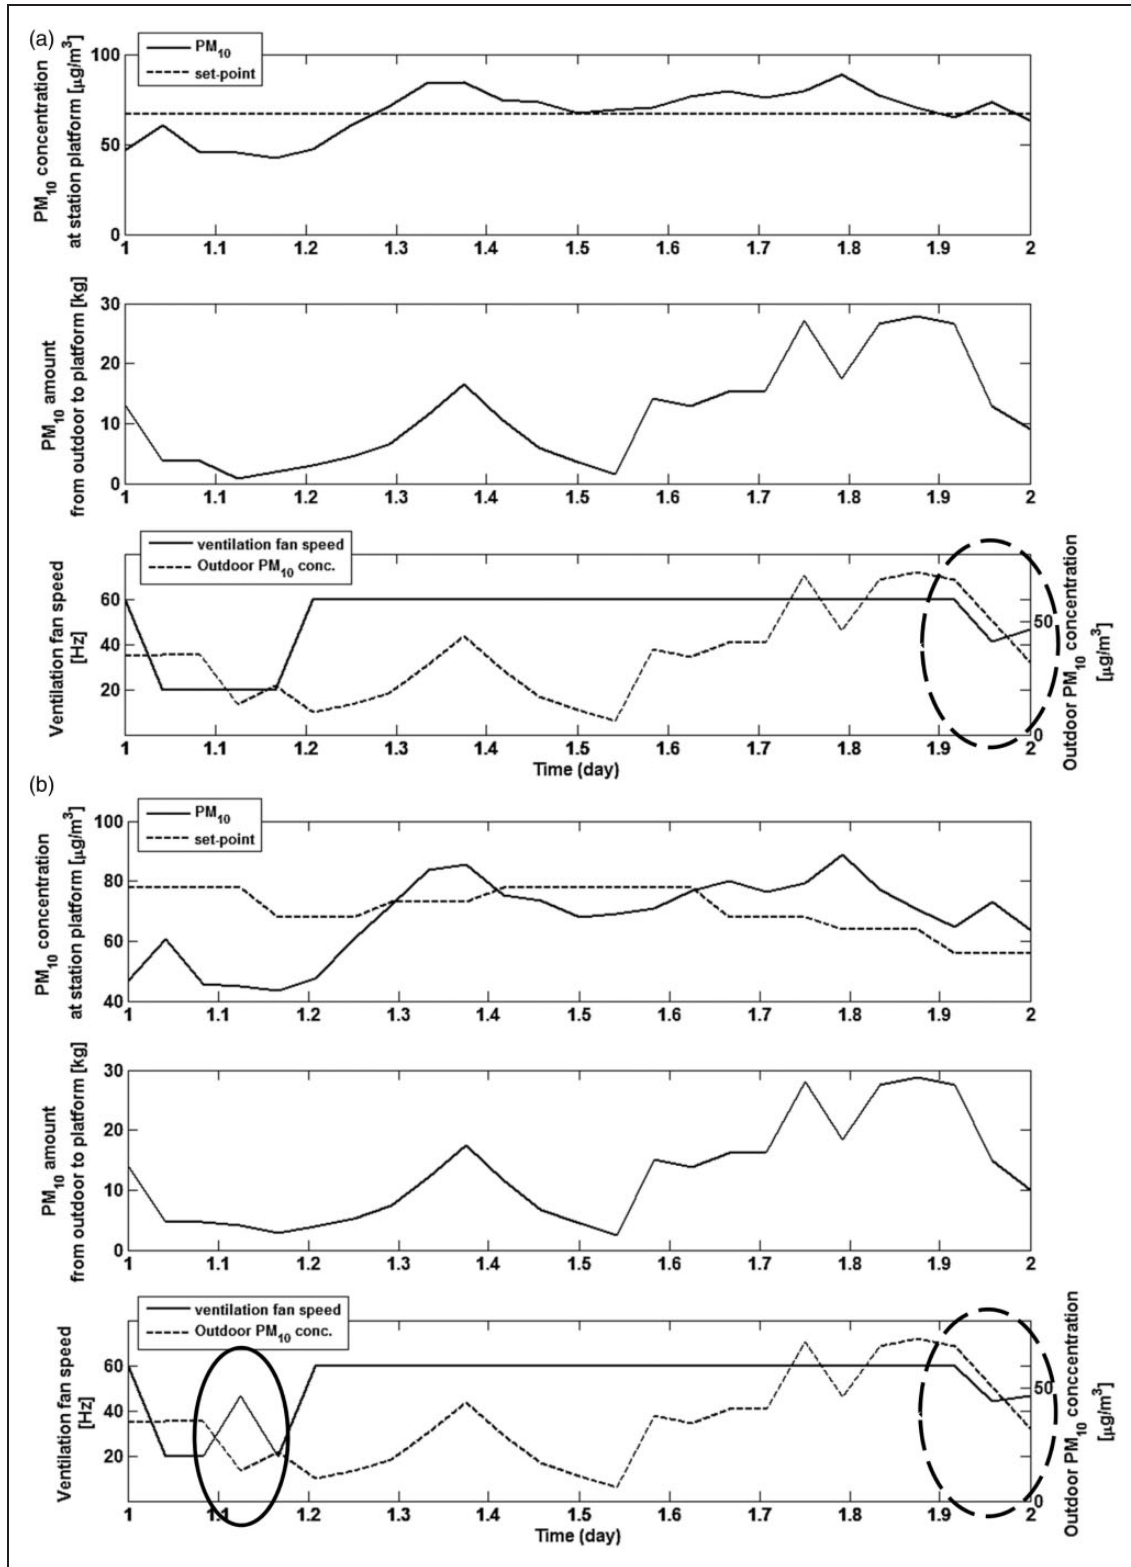 (a)
PM10
set-point
PM10 concentration
at station platform [μg/m³]
100
50
0
1 1.1 1.2 1.3 1.4 1.5 1.6 1.7 1.8 1.9 2
PM10 amount
from outdoor to platform [kg]
30
20
10
0
1 1.1 1.2 1.3 1.4 1.5 1.6 1.7 1.8 1.9 2
ventilation fan speed
Outdoor PM10 conc.
Ventilation fan speed
[Hz]
60
40
20
50
0
Outdoor PM10 concentration
[μg/m³]
1 1.1 1.2 1.3 1.4 1.5 1.6 1.7 1.8 1.9 2
Time (day)
(b)
PM10
set-point
PM10 concentration
at station platform [μg/m³]
100
80
60
40
1 1.1 1.2 1.3 1.4 1.5 1.6 1.7 1.8 1.9 2
PM10 amount
from outdoor to platform [kg]
30
20
10
0
1 1.1 1.2 1.3 1.4 1.5 1.6 1.7 1.8 1.9 2
ventilation fan speed
Outdoor PM10 conc.
Ventilation fan speed
[Hz]
60
40
20
50
0
Outdoor PM10 conccentration
[μg/m³]
1 1.1 1.2 1.3 1.4 1.5 1.6 1.7 1.8 1.9 2
Time (day)